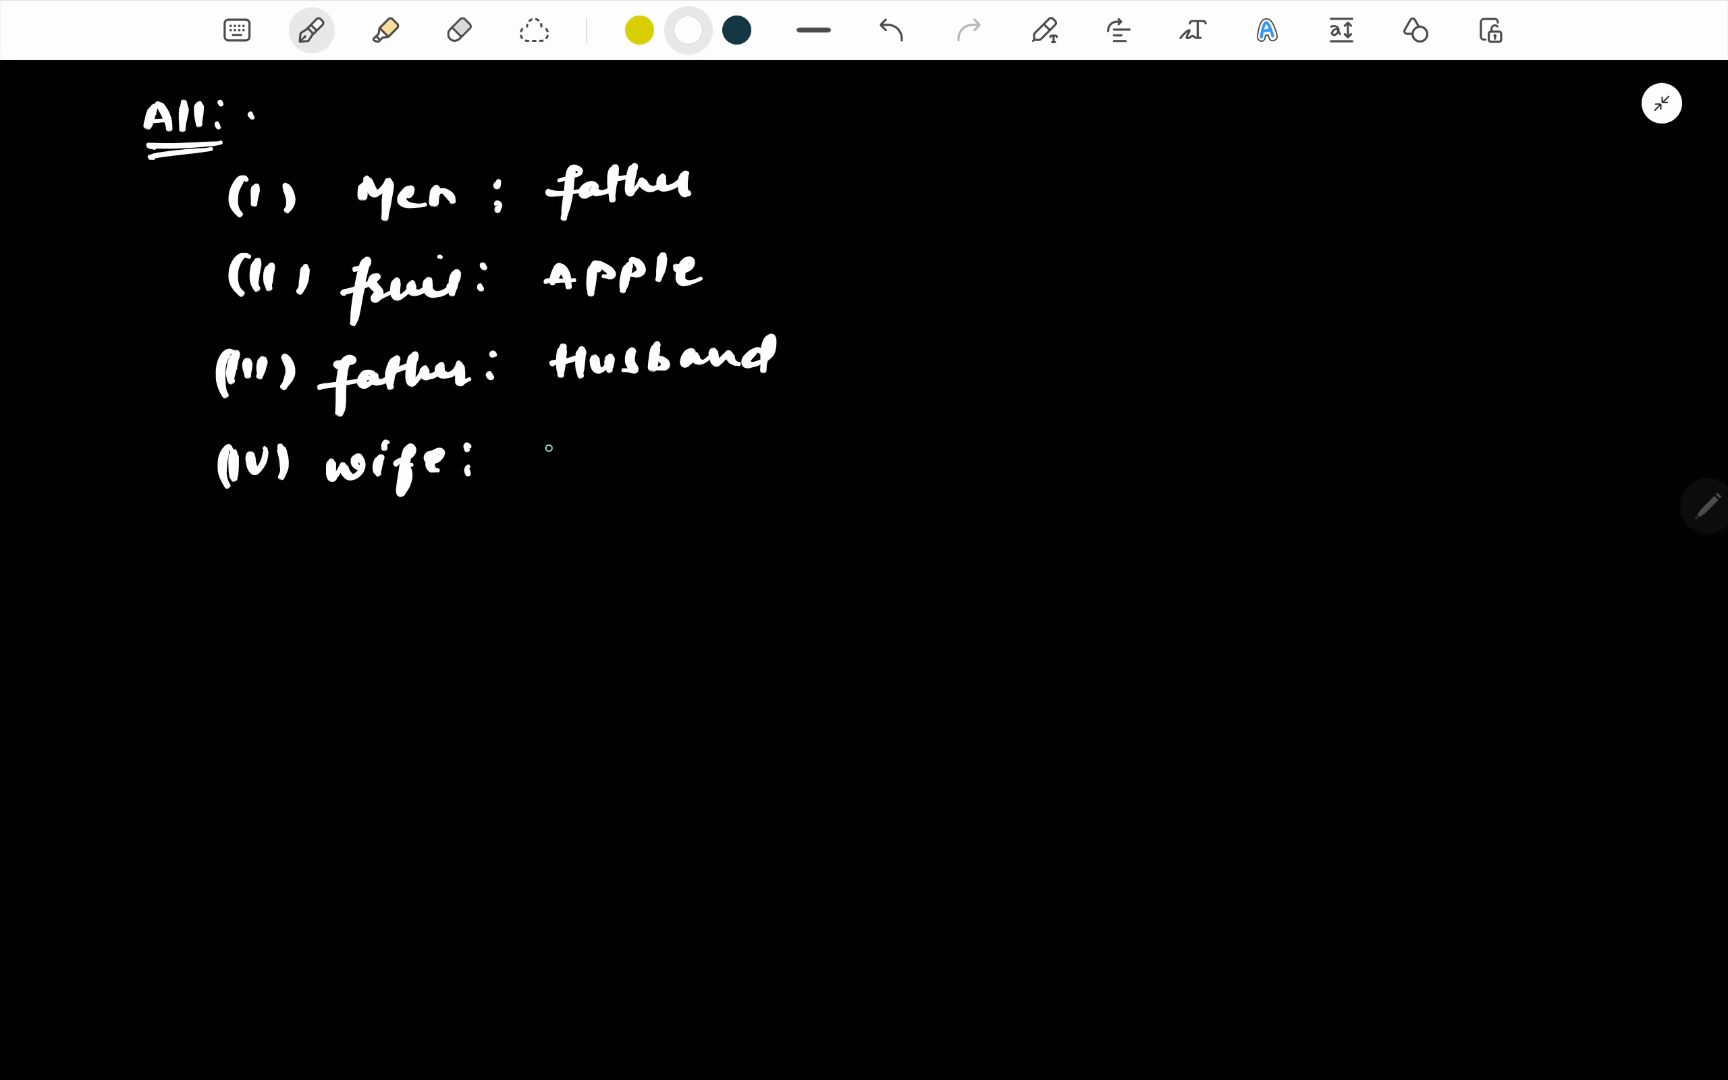 All:.
(i) Men : father
(ii) fruit : Apple
(iii) father : Husband
(iv) wife :